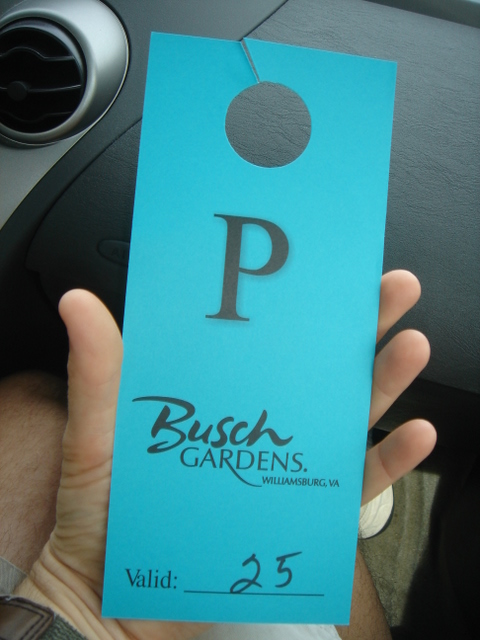 P
Busch
GARDENS.
WILLIAMSBURG, VA
Valid: 25